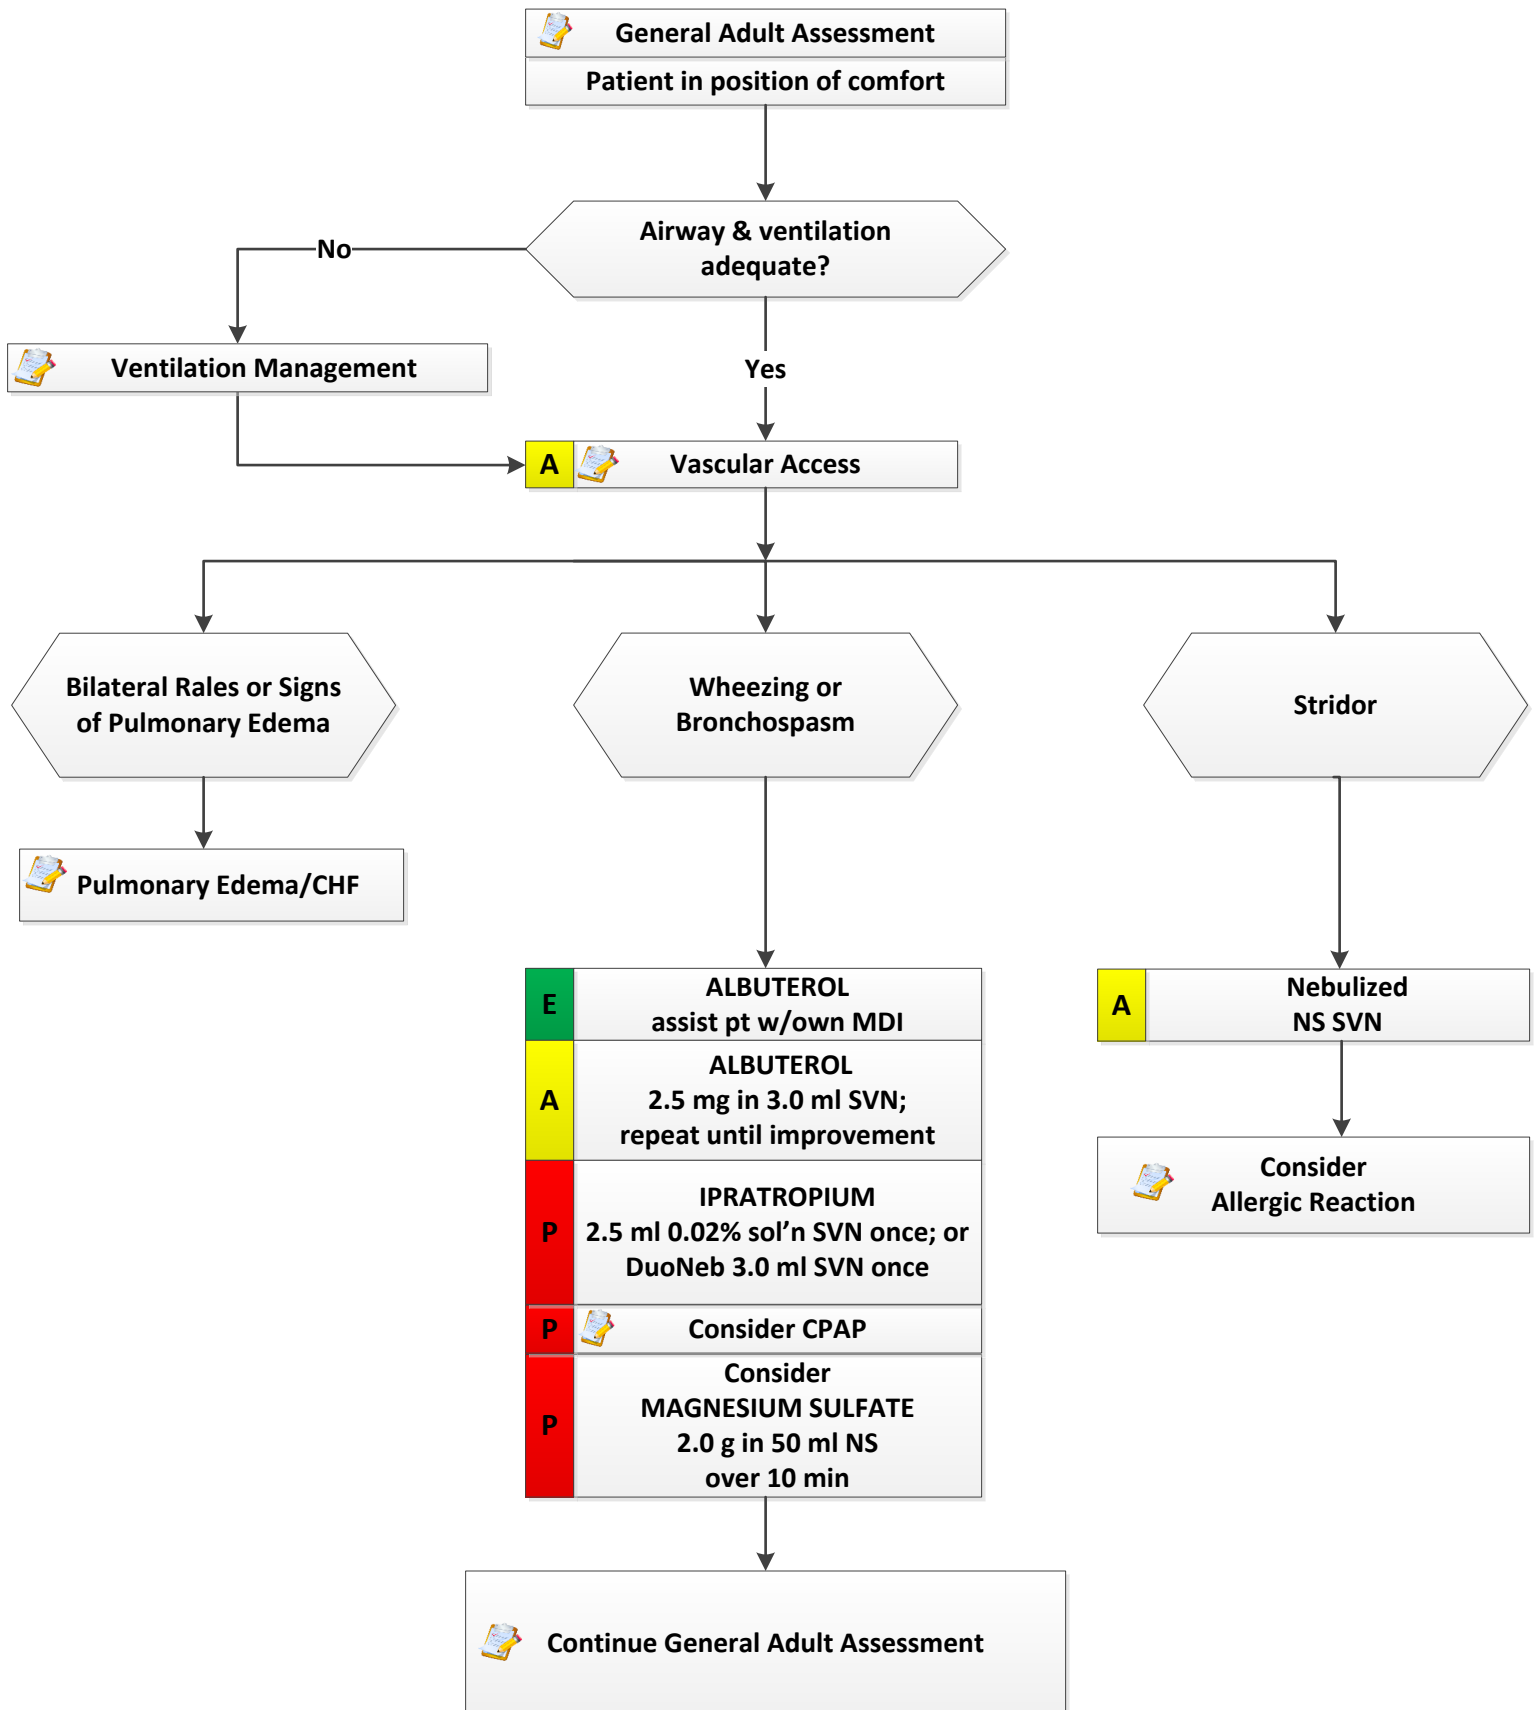 General Adult Assessment
Patient in position of comfort
Airway & ventilation
adequate?
No
Yes
Ventilation Management
A
Vascular Access
Bilateral Rales or Signs
of Pulmonary Edema
Wheezing or
Bronchospasm
Stridor
Pulmonary Edema/CHF
E
ALBUTEROL
assist pt w/own MDI
A
ALBUTEROL
2.5 mg in 3.0 ml SVN;
repeat until improvement
P
IPRATROPIUM
2.5 ml 0.02% sol’n SVN once; or
DuoNeb 3.0 ml SVN once
P
Consider CPAP
P
Consider
MAGNESIUM SULFATE
2.0 g in 50 ml NS
over 10 min
A
Nebulized
NS SVN
Consider
Allergic Reaction
Continue General Adult Assessment